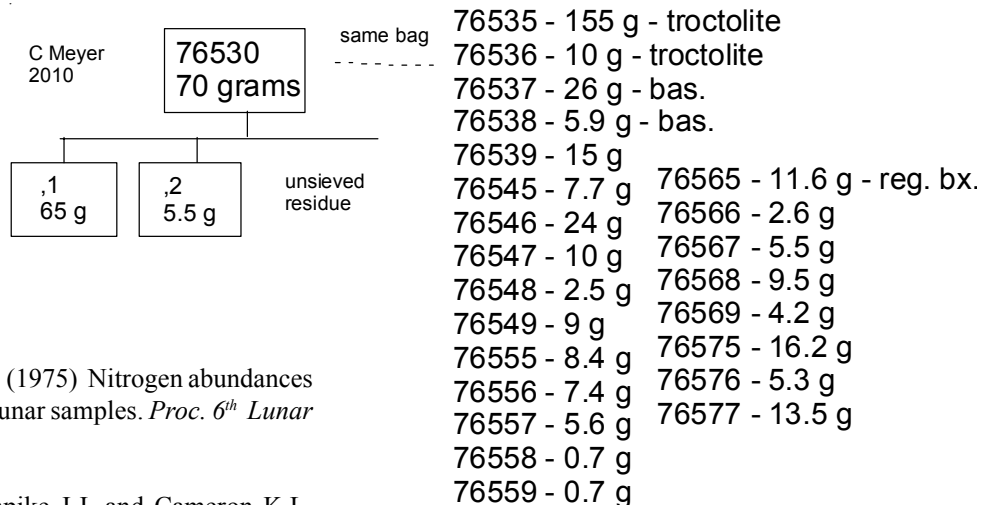 C Meyer
2010
76530
70 grams
same bag
,1
65 g
,2
5.5 g
unsieved
residue
76535 - 155 g - troctolite
76536 - 10 g - troctolite
76537 - 26 g - bas.
76538 - 5.9 g - bas.
76539 - 15 g
76545 - 7.7 g
76546 - 24 g
76547 - 10 g
76548 - 2.5 g
76549 - 9 g
76555 - 8.4 g
76556 - 7.4 g
76557 - 5.6 g
76558 - 0.7 g
76559 - 0.7 g
76565 - 11.6 g - reg. bx.
76566 - 2.6 g
76567 - 5.5 g
76568 - 9.5 g
76569 - 4.2 g
76575 - 16.2 g
76576 - 5.3 g
76577 - 13.5 g
(1975) Nitrogen abundances
unar samples. Proc. 6th Lunar
and Cameron K.L.